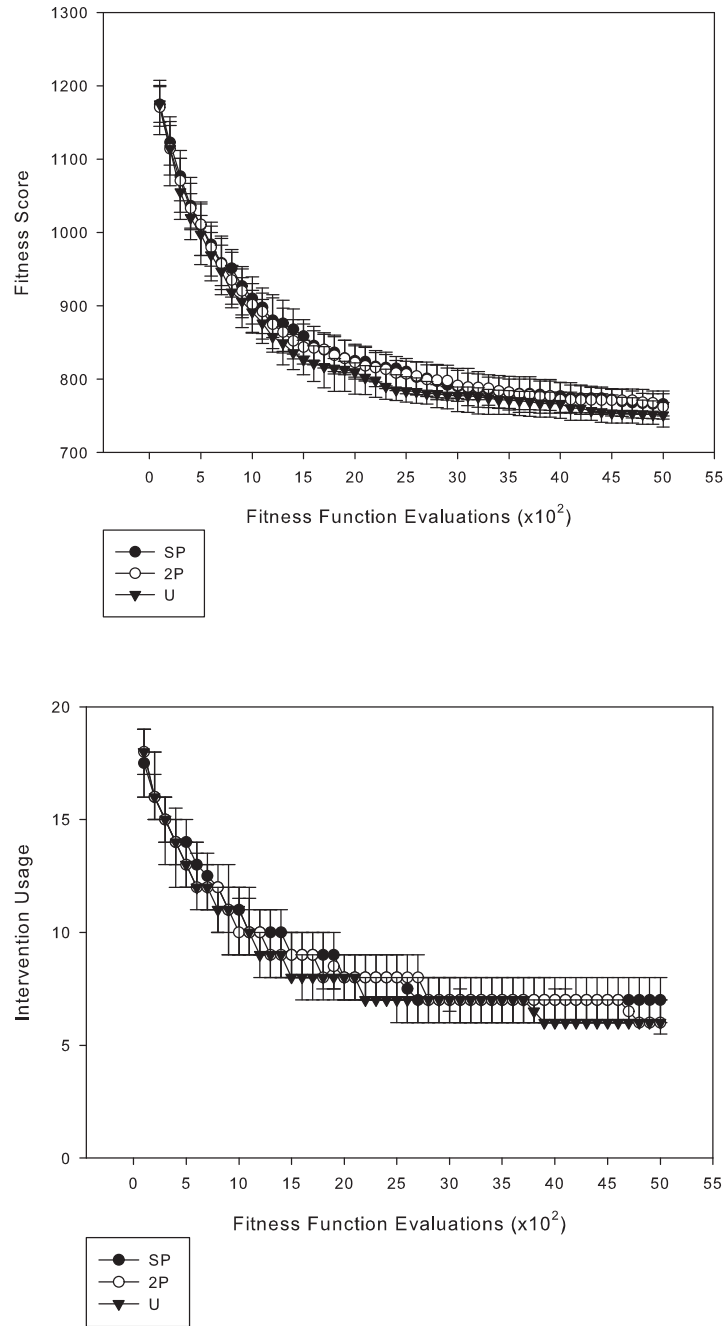 1300
1200
1100
1000
900
800
700
Fitness Score
0 5 10 15 20 25 30 35 40 45 50 55
Fitness Function Evaluations (x10²)
SP
2P
U
20
15
10
5
0
Intervention Usage
0 5 10 15 20 25 30 35 40 45 50 55
Fitness Function Evaluations (x10²)
SP
2P
U